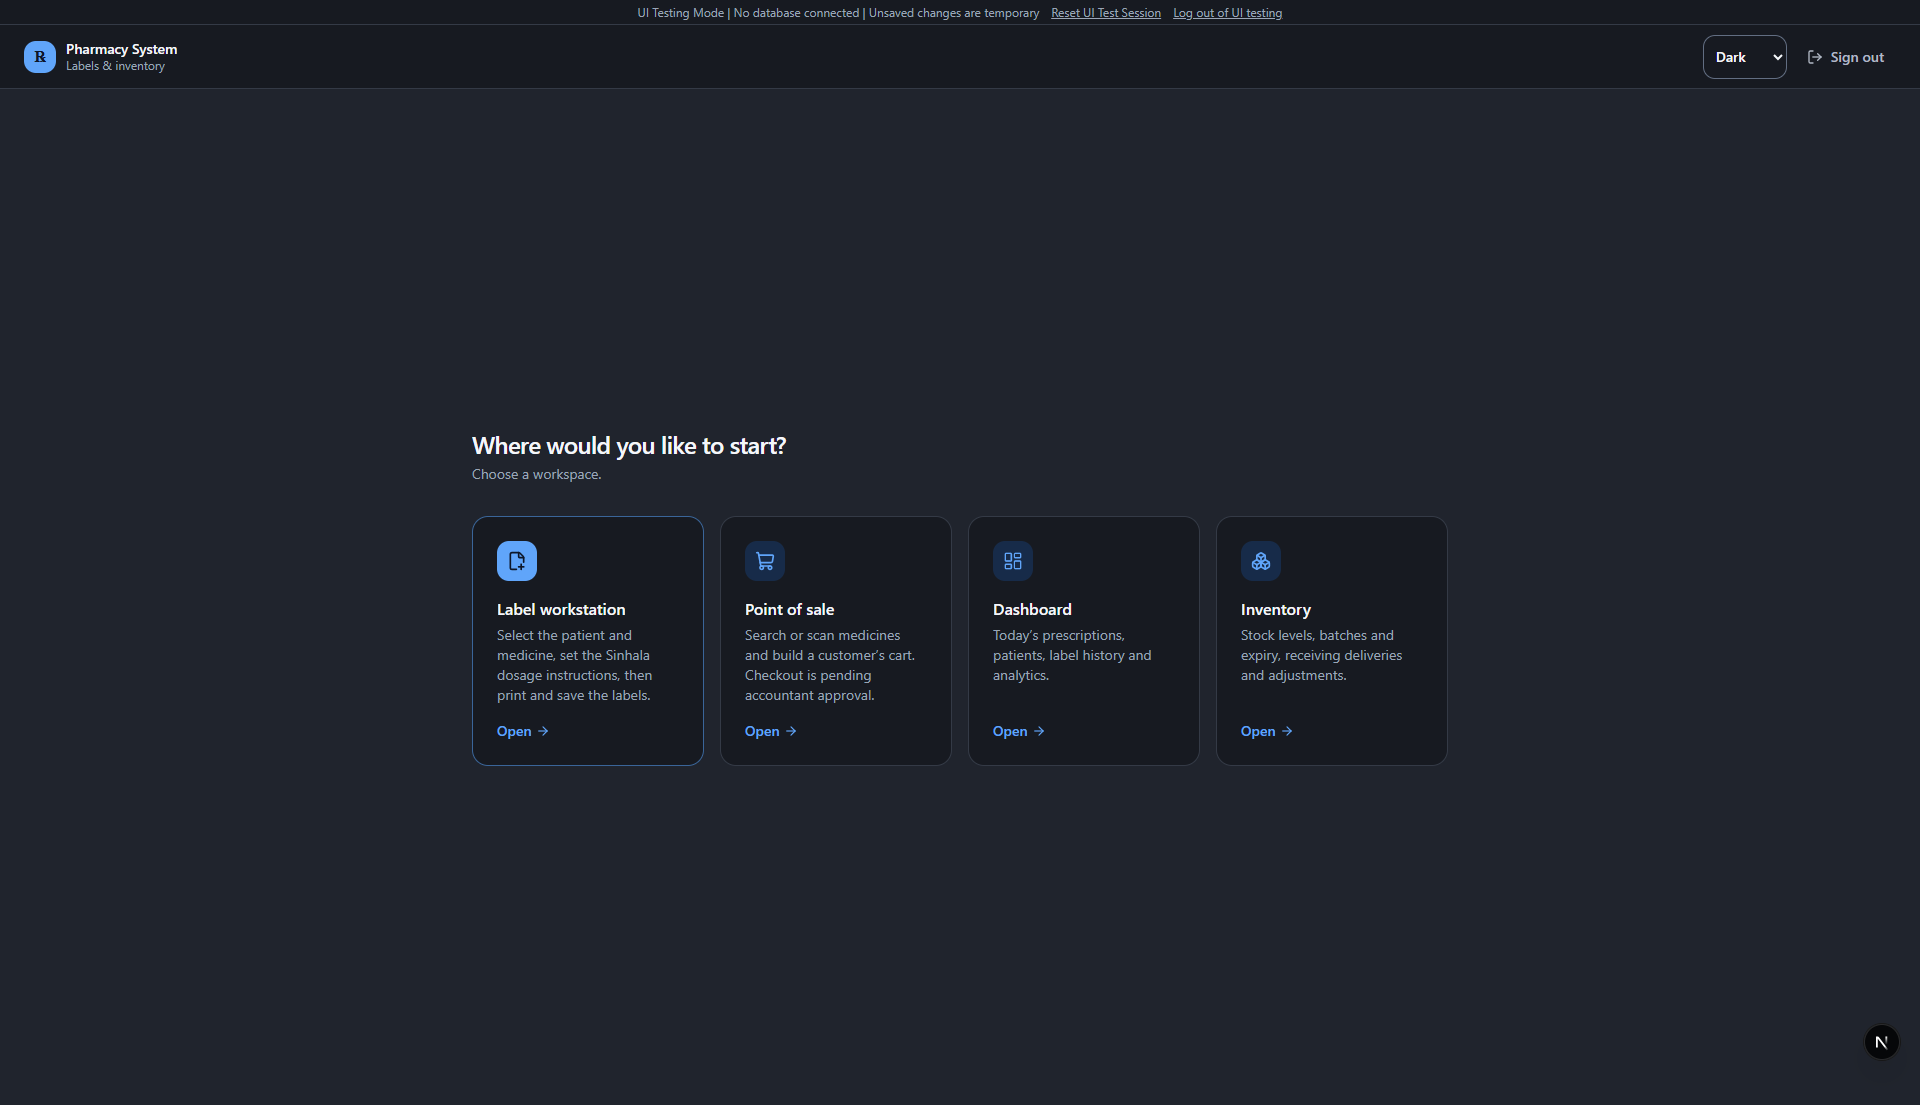 UI Testing Mode | No database connected | Unsaved changes are temporary Reset UI Test Session Log out of UI testing
℞ Pharmacy System
Labels & inventory
Dark
Sign out
Where would you like to start?
Choose a workspace.
Label workstation
Select the patient and
medicine, set the Sinhala
dosage instructions, then
print and save the labels.
Open →
Point of sale
Search or scan medicines
and build a customer’s cart.
Checkout is pending
accountant approval.
Open →
Dashboard
Today’s prescriptions,
patients, label history and
analytics.
Open →
Inventory
Stock levels, batches and
expiry, receiving deliveries
and adjustments.
Open →
N